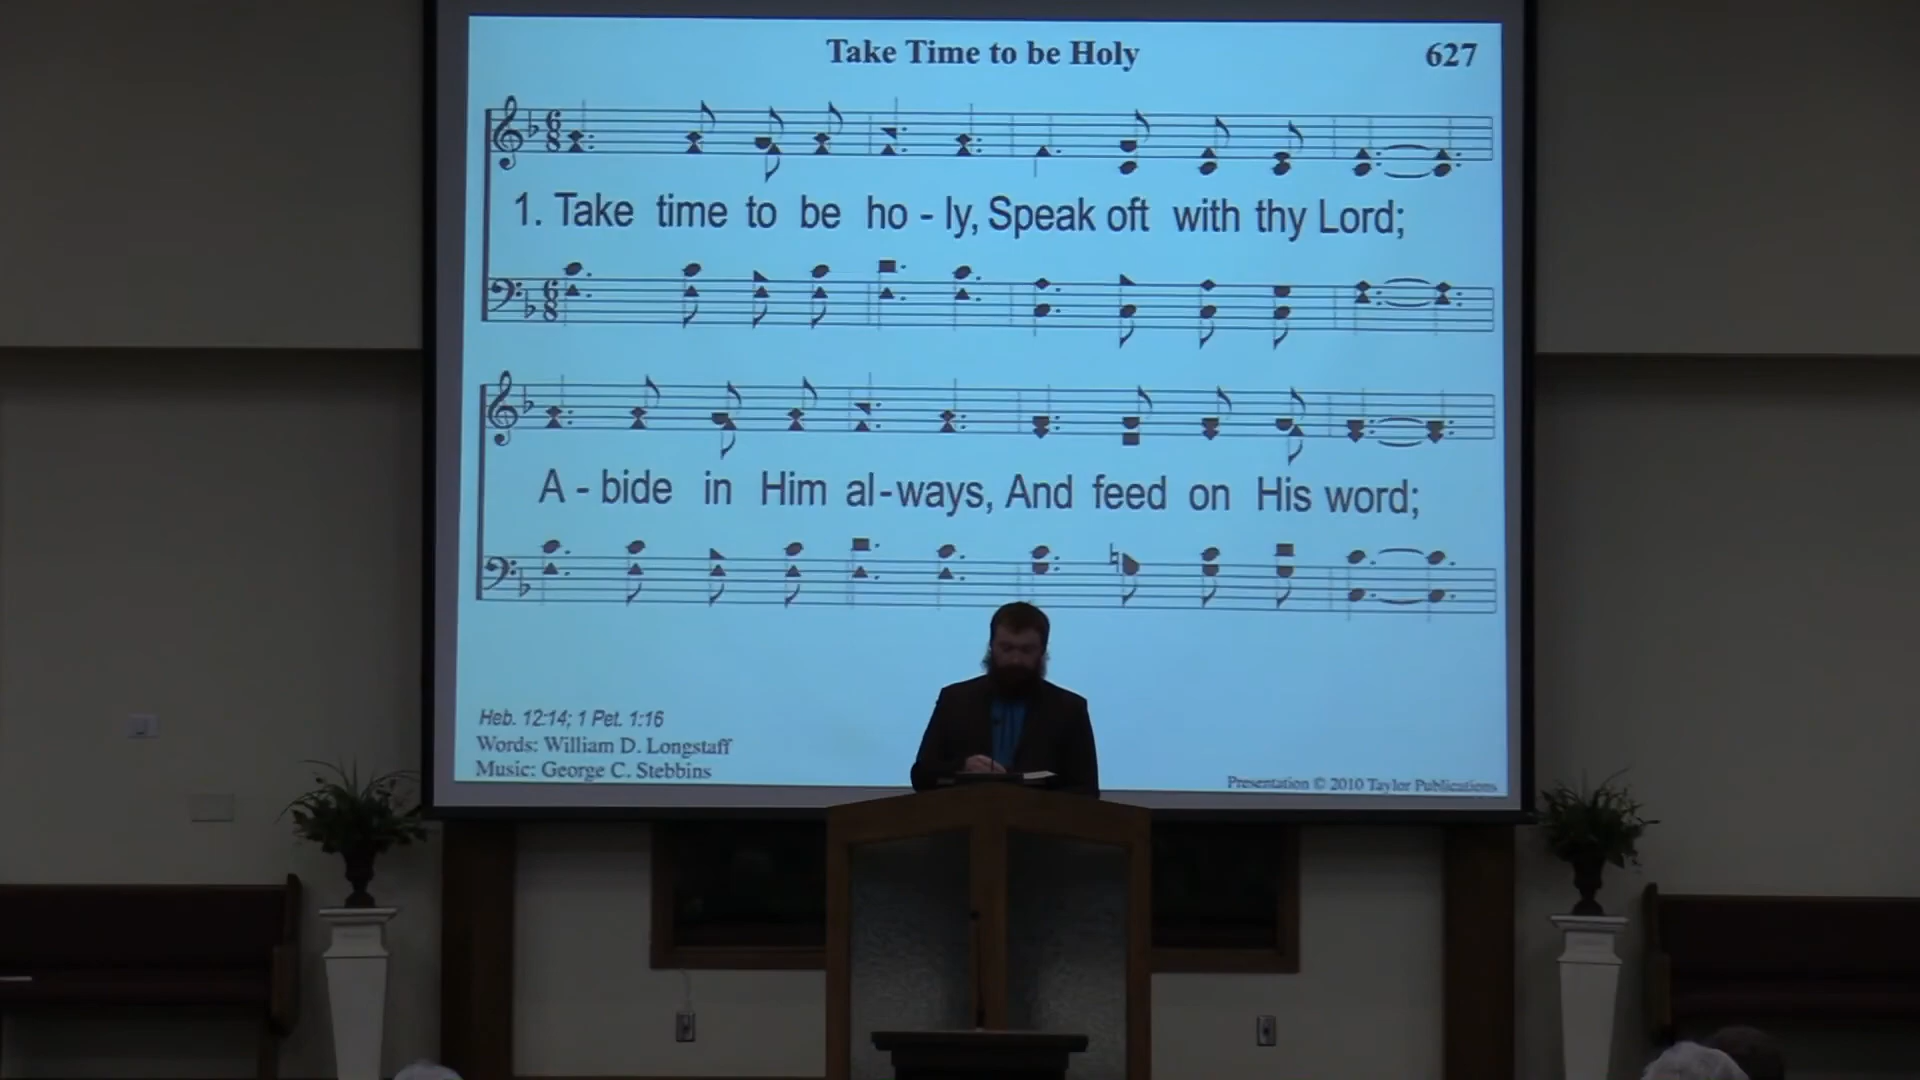 Take Time to be Holy
627
1. Take time to be ho - ly, Speak oft with thy Lord;
A - bide in Him al - ways, And feed on His word;
Heb. 12:14; 1 Pet. 1:16
Words: William D. Longstaff
Music: George C. Stebbins
Presentation © 2010 Taylor Publications